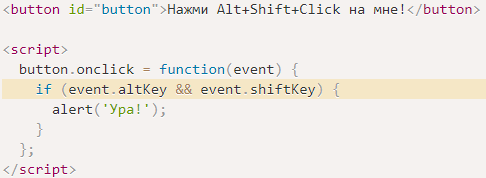 <button id="button">Нажми Alt+Shift+Click на мне!</button>

<script>
  button.onclick = function(event) {
    if (event.altKey && event.shiftKey) {
      alert('Ура!');
    }
  };
</script>